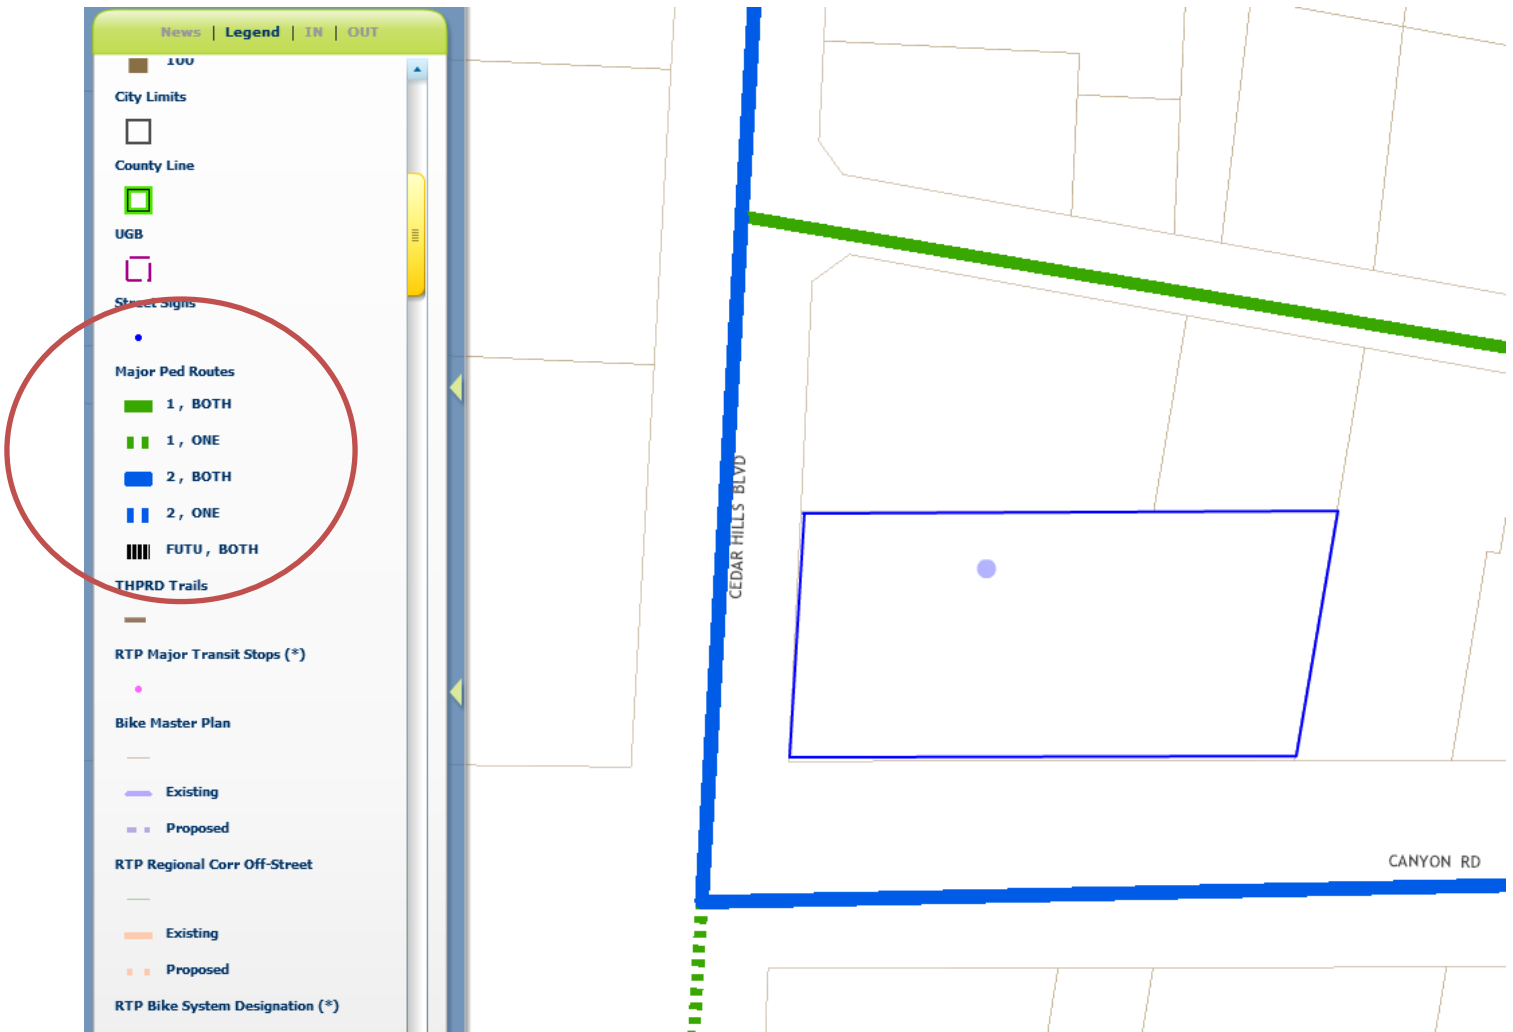 News | Legend | IN | OUT
100
City Limits
County Line
UGB
Street Signs
Major Ped Routes
1 , BOTH
1 , ONE
2 , BOTH
2 , ONE
FUTU , BOTH
THPRD Trails
RTP Major Transit Stops (*)
Bike Master Plan
Existing
Proposed
RTP Regional Corr Off-Street
Existing
Proposed
RTP Bike System Designation (*)
CEDAR HILLS BLVD
CANYON RD